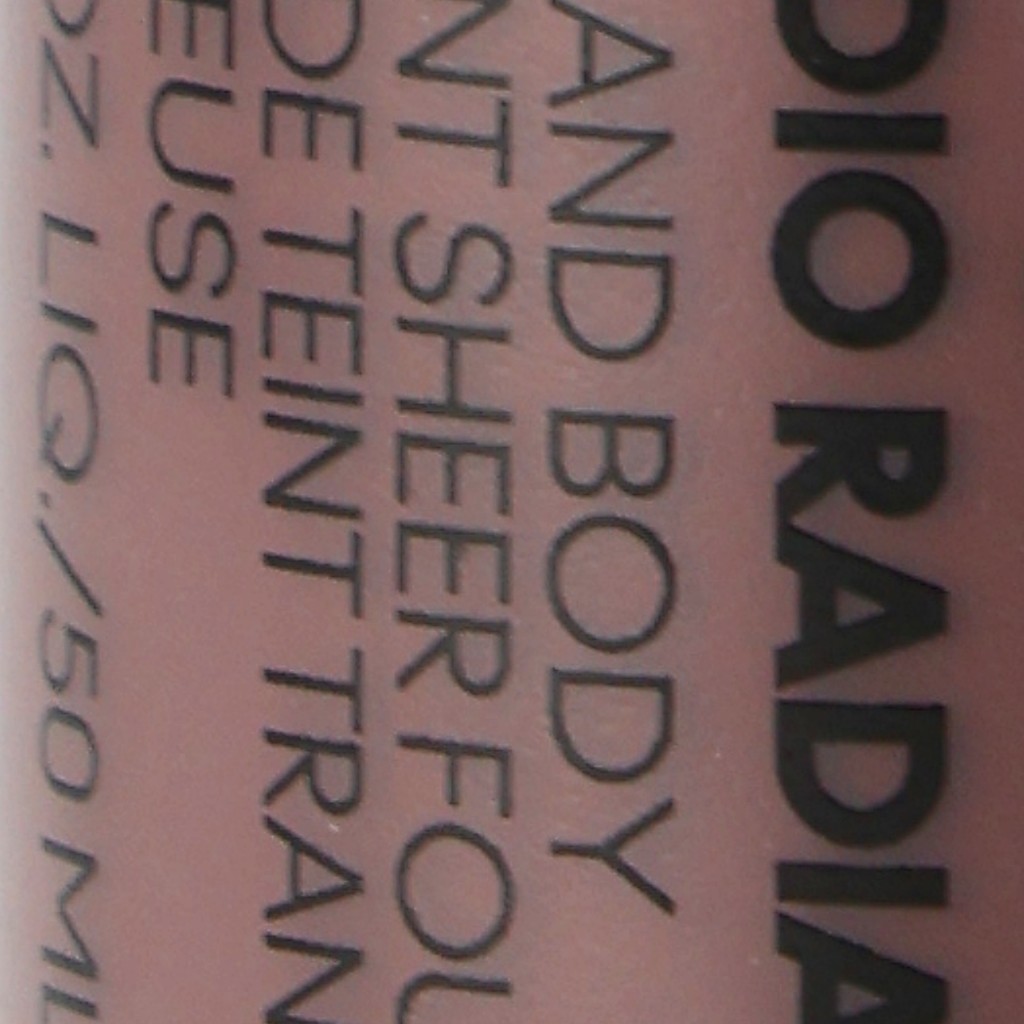 DIO RADIA
AND BODY
NT SHEER FOU
DE TEINT TRAN
EUSE
OZ. LIQ./50 ML